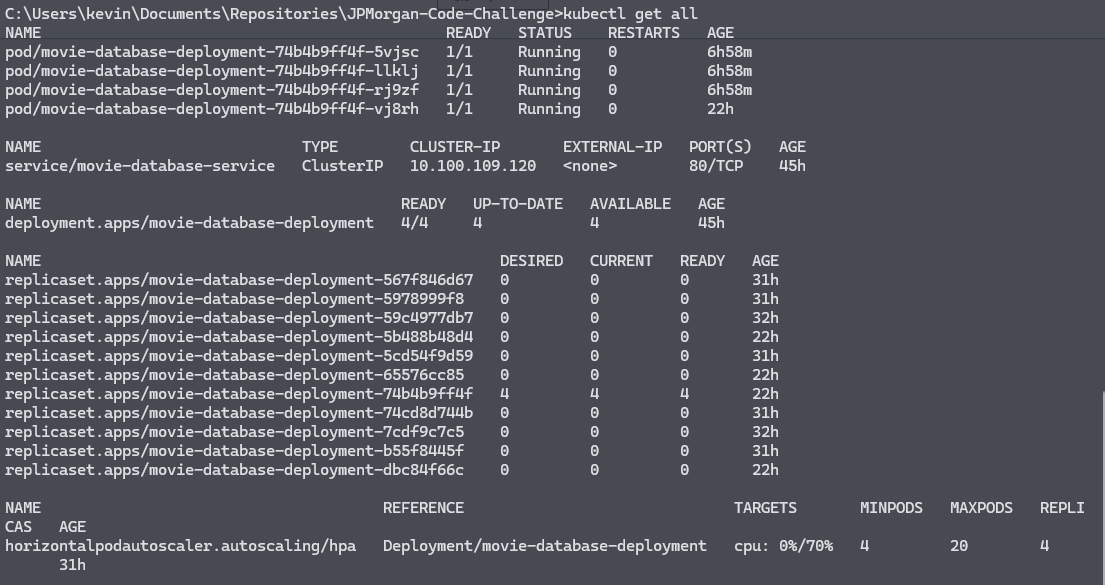 C:\Users\kevin\Documents\Repositories\JPMorgan-Code-Challenge>kubectl get all
NAME                                             READY   STATUS    RESTARTS   AGE
pod/movie-database-deployment-74b4b9ff4f-5vjsc   1/1     Running   0          6h58m
pod/movie-database-deployment-74b4b9ff4f-llklj   1/1     Running   0          6h58m
pod/movie-database-deployment-74b4b9ff4f-rj9zf   1/1     Running   0          6h58m
pod/movie-database-deployment-74b4b9ff4f-vj8rh   1/1     Running   0          22h

NAME                             TYPE        CLUSTER-IP       EXTERNAL-IP   PORT(S)   AGE
service/movie-database-service   ClusterIP   10.100.109.120   <none>        80/TCP    45h

NAME                                        READY   UP-TO-DATE   AVAILABLE   AGE
deployment.apps/movie-database-deployment   4/4     4            4           45h

NAME                                                   DESIRED   CURRENT   READY   AGE
replicaset.apps/movie-database-deployment-567f846d67   0         0         0       31h
replicaset.apps/movie-database-deployment-5978999f8    0         0         0       31h
replicaset.apps/movie-database-deployment-59c4977db7   0         0         0       32h
replicaset.apps/movie-database-deployment-5b488b48d4   0         0         0       22h
replicaset.apps/movie-database-deployment-5cd54f9d59   0         0         0       31h
replicaset.apps/movie-database-deployment-65576cc85    0         0         0       22h
replicaset.apps/movie-database-deployment-74b4b9ff4f   4         4         4       22h
replicaset.apps/movie-database-deployment-74cd8d744b   0         0         0       31h
replicaset.apps/movie-database-deployment-7cdf9c7c5    0         0         0       32h
replicaset.apps/movie-database-deployment-b55f8445f    0         0         0       31h
replicaset.apps/movie-database-deployment-dbc84f66c    0         0         0       22h

NAME                                      REFERENCE                              TARGETS       MINPODS   MAXPODS   REPLI
CAS   AGE
horizontalpodautoscaler.autoscaling/hpa   Deployment/movie-database-deployment   cpu: 0%/70%   4         20        4
      31h